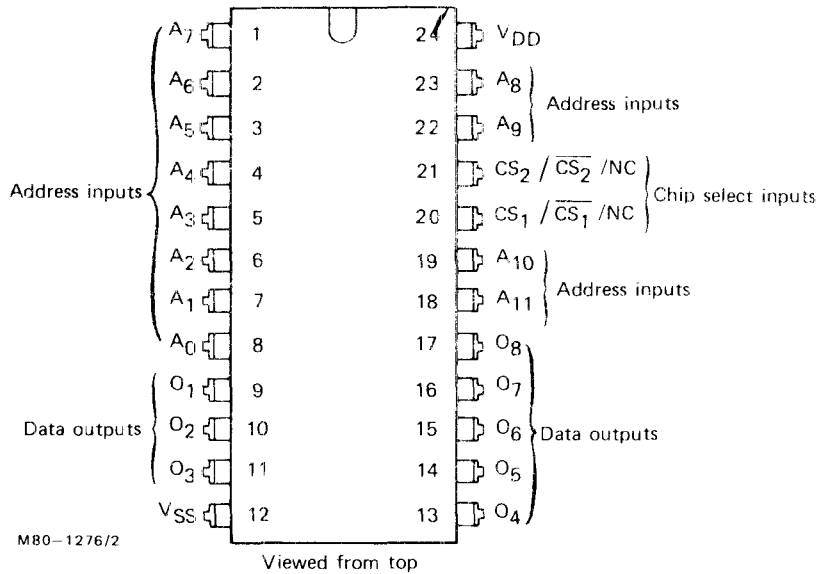 A7 1 24 VDD
A6 2 23 A8
Address inputs
A5 3 22 A9
A4 4 21 CS2 / CS2 /NC
Address inputs Chip select inputs
A3 5 20 CS1 / CS1 /NC
A2 6 19 A10
Address inputs
A1 7 18 A11
A0 8 17 O8
O1 9 16 O7
Data outputs O2 10 15 O6 Data outputs
O3 11 14 O5
VSS 12 13 O4
M80-1276/2
Viewed from top